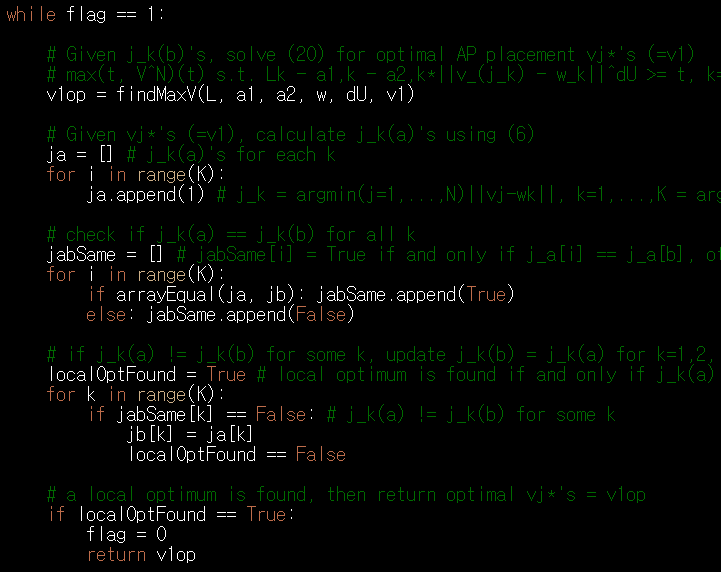 while flag == 1:
# Given j_k(b)'s, solve (20) for optimal AP placement vj*'s (=v1)
# max(t, V^N)(t) s.t. Lk - a1,k - a2,k*||v_(j_k) - w_k||^dU >= t, k=
v1op = findMaxV(L, a1, a2, w, dU, v1)
# Given vj*'s (=v1), calculate j_k(a)'s using (6)
ja = [] # j_k(a)'s for each k
for i in range(K):
ja.append(1) # j_k = argmin(j=1,...,N)||vj-wk||, k=1,...,K = arg
# check if j_k(a) == j_k(b) for all k
jabSame = [] # jabSame[i] = True if and only if j_a[i] == j_a[b], ot
for i in range(K):
if arrayEqual(ja, jb): jabSame.append(True)
else: jabSame.append(False)
# if j_k(a) != j_k(b) for some k, update j_k(b) = j_k(a) for k=1,2,
localOptFound = True # local optimum is found if and only if j_k(a)
for k in range(K):
if jabSame[k] == False: # j_k(a) != j_k(b) for some k
jb[k] = ja[k]
localOptFound == False
# a local optimum is found, then return optimal vj*'s = v1op
if localOptFound == True:
flag = 0
return v1op